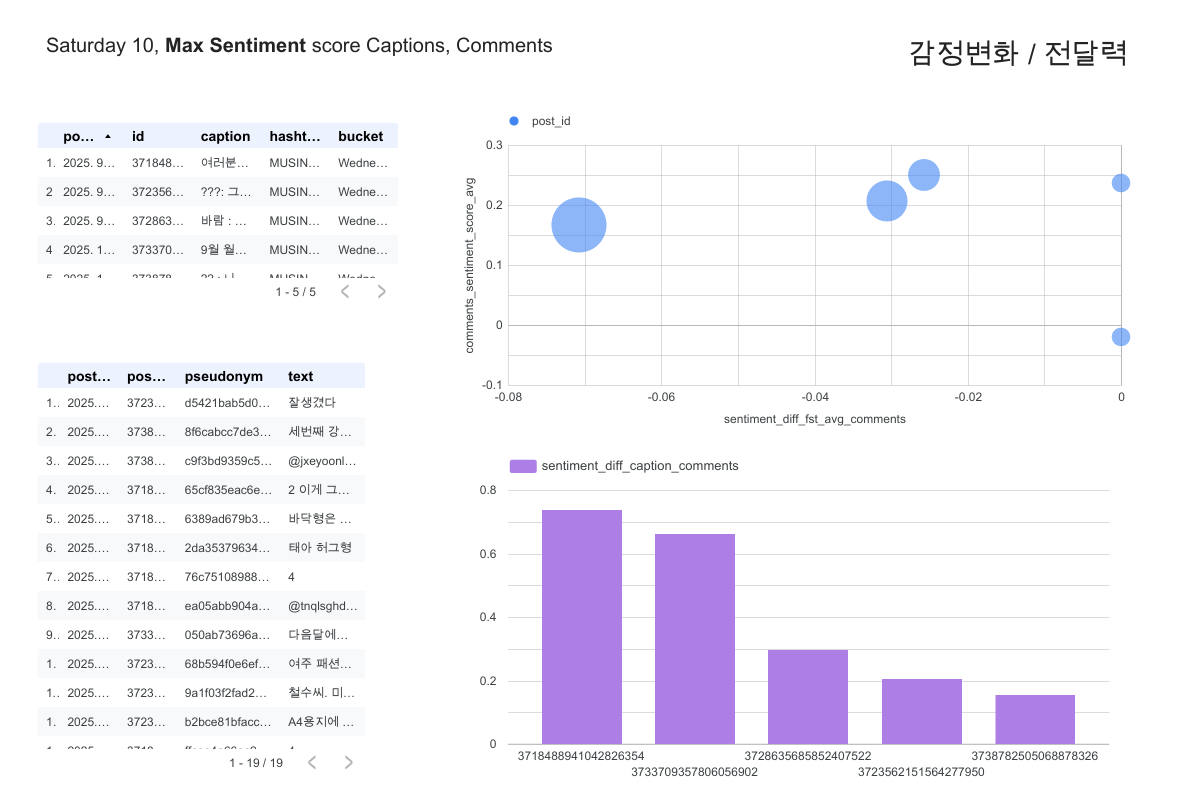 Saturday 10, Max Sentiment score Captions, Comments
감정변화 / 전달력
po... id caption hasht... bucket
1. 2025. 9... 371848... 여러분... MUSIN... Wedne...
2 2025. 9... 372356... ???: 그... MUSIN... Wedne...
3. 2025. 9... 372863... 바람 : ... MUSIN... Wedne...
4 2025. 1... 373370... 9월 월... MUSIN... Wedne...
1 - 5 / 5
post... pos... pseudonym text
1.. 2025.... 3723... d5421bab5d0... 잘생겼다
2. 2025.... 3738... 8f6cabcc7de3... 세번째 강...
3.. 2025.... 3738... c9f3bd9359c5... @jxeyoonl...
4. 2025.... 3718... 65cf835eac6e... 2 이게 그...
5.. 2025.... 3718... 6389ad679b3... 바닥형은 ...
6. 2025.... 3718... 2da35379634... 태아 허그형
7.. 2025.... 3718... 76c75108988... 4
8. 2025.... 3718... ea05abb904a... @tnqlsghd...
9.. 2025.... 3733... 050ab73696a... 다음달에...
1. 2025.... 3723... 68b594f0e6ef... 여주 패션...
1.. 2025.... 3723... 9a1f03f2fad2... 철수씨. 미...
1. 2025.... 3723... b2bce81bfacc... A4용지에 ...
1 - 19 / 19
post_id
comments_sentiment_score_avg
0.3
0.2
0.1
0
-0.1
-0.08 -0.06 -0.04 -0.02 0
sentiment_diff_fst_avg_comments
sentiment_diff_caption_comments
0.8
0.6
0.4
0.2
0
3718488941042826354 3728635685852407522 3738782505068878326
3733709357806056902 3723562151564277950